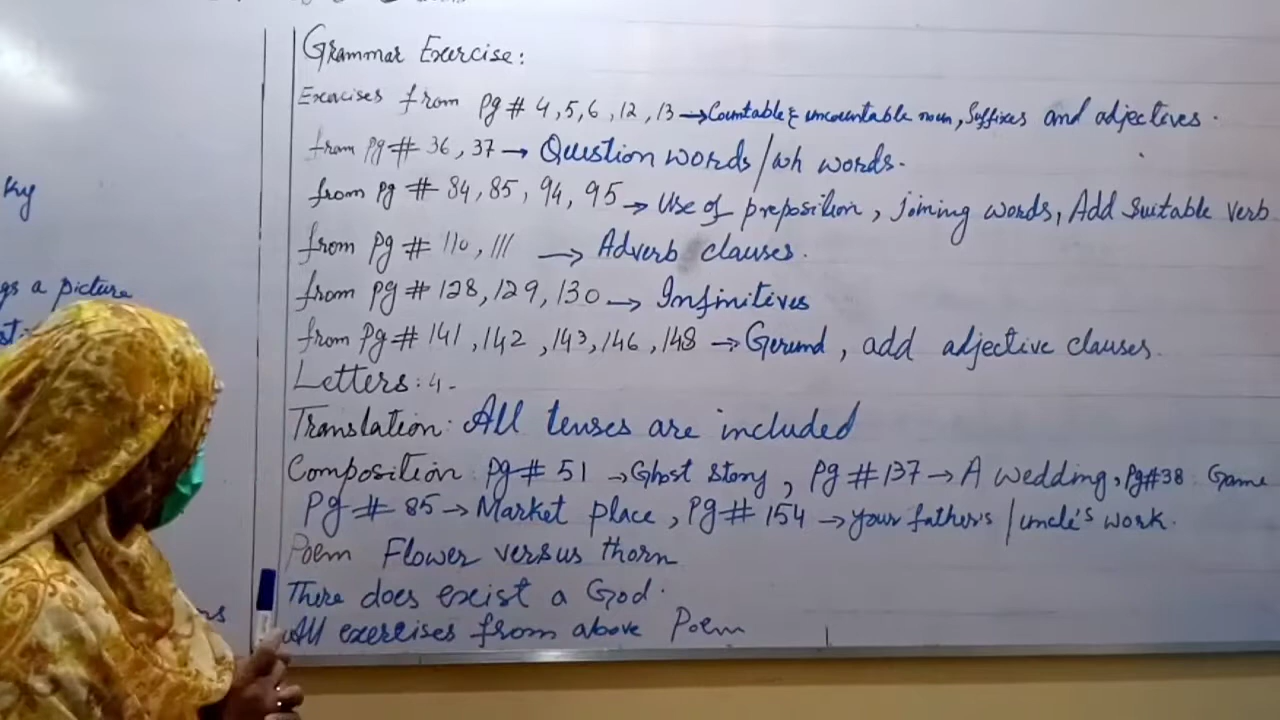 ky
gs a picture
Grammar Exercise:
Exercises from pg # 4, 5, 6, 12, 13 → Countable & uncountable noun, Suffixes and adjectives.
from pg # 36, 37 → Question words / wh words.
from pg # 84, 85, 94, 95 → Use of preposition, joining words, Add suitable verb
from pg # 110, 111 → Adverb clauses.
from pg # 128, 129, 130 → Infinitives
from Pg # 141, 142, 143, 146, 148 → Gerund, add adjective clauses.
Letters: 4.
Translation: All tenses are included
Composition pg # 51 → Ghost story, pg # 137 → A wedding, pg # 38 Game
Pg # 85 → Market place, pg # 154 → your father's / uncle's work.
Poem Flower versus thorn
There does exist a God.
All exercises from above Poem